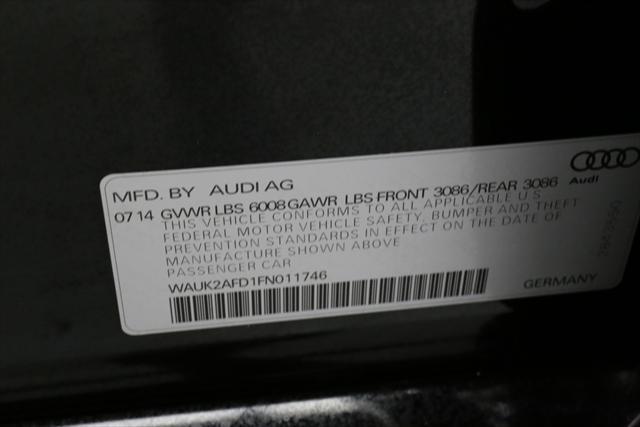 MFD. BY AUDI AG
Audi
07 14 GVWR LBS 6008 GAWR LBS FRONT 3086/REAR 3086
THIS VEHICLE CONFORMS TO ALL APPLICABLE U S
FEDERAL MOTOR VEHICLE SAFETY, BUMPER AND THEFT
PREVENTION STANDARDS IN EFFECT ON THE DATE OF
MANUFACTURE SHOWN ABOVE
PASSENGER CAR
WAUK2AFD1FN011746
GERMANY